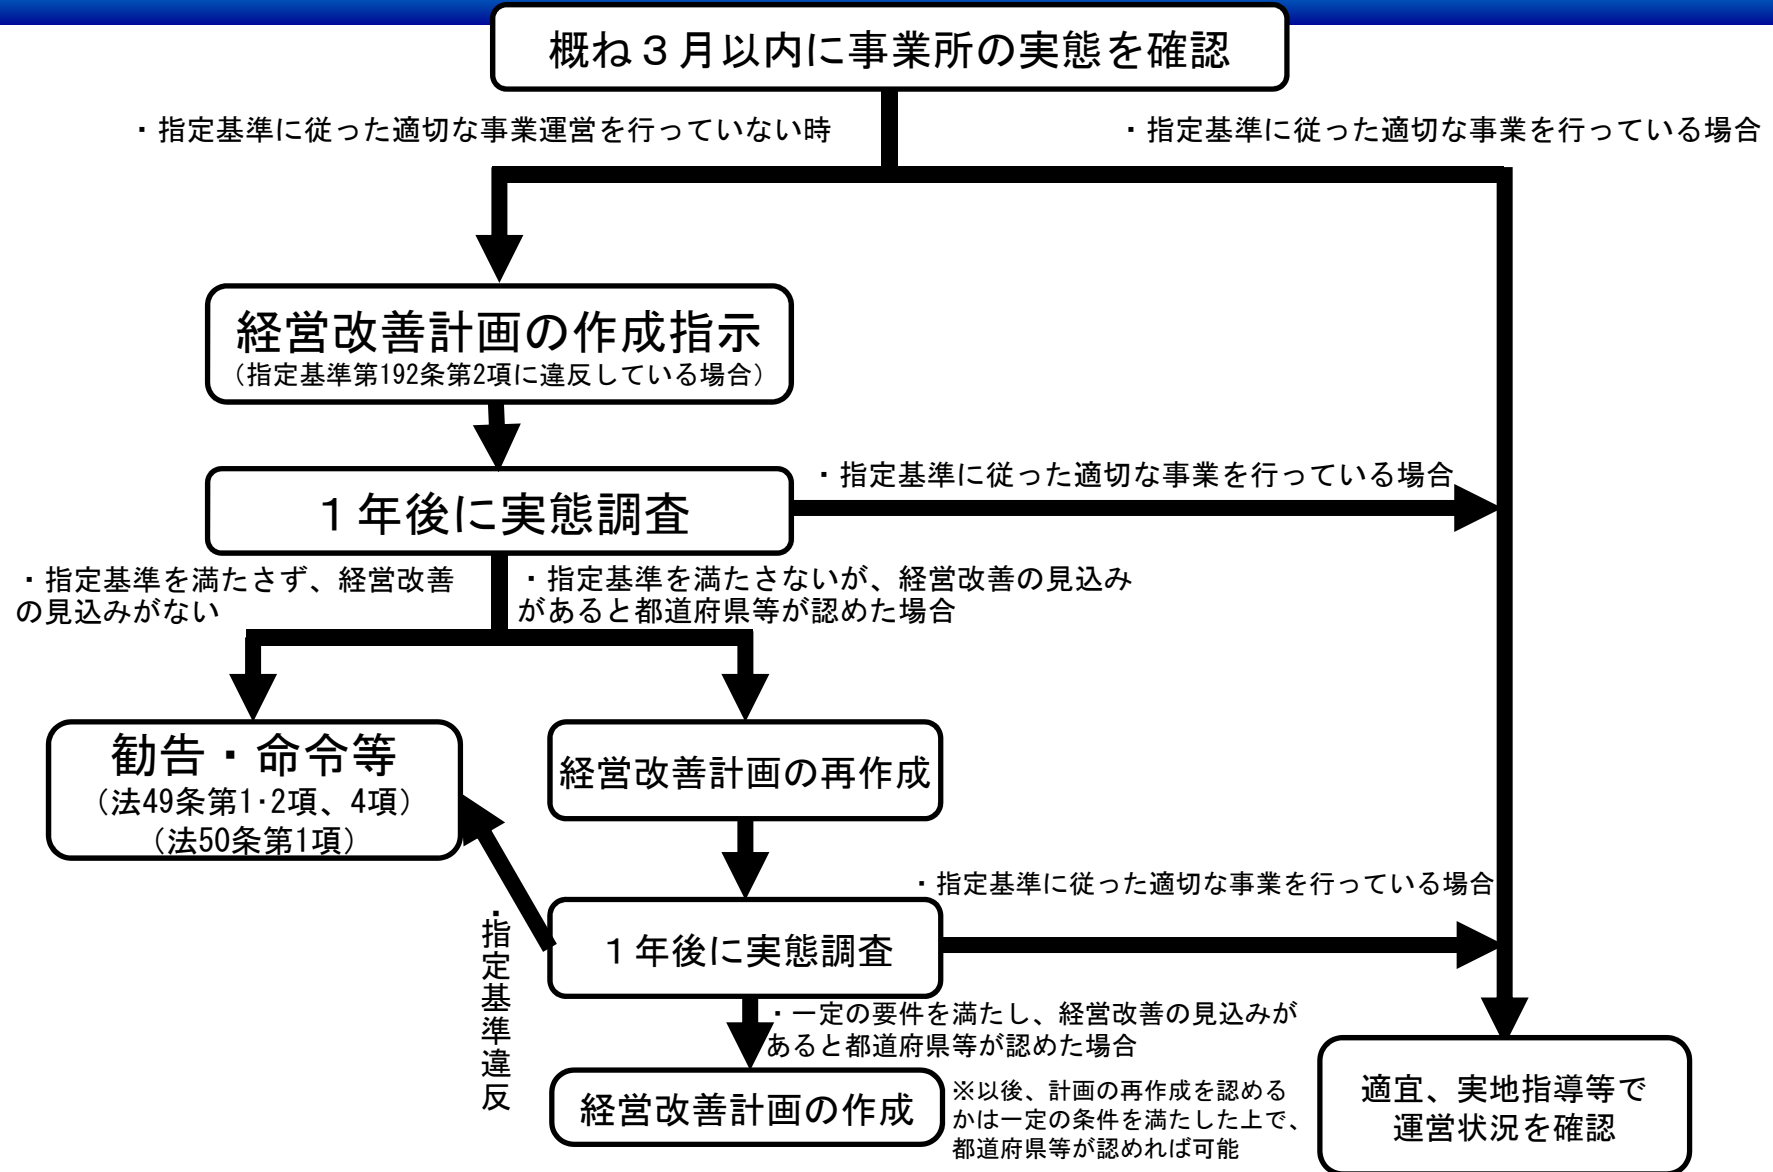 概ね３月以内に事業所の実態を確認
・指定基準に従った適切な事業運営を行っていない時
・指定基準に従った適切な事業を行っている場合
経営改善計画の作成指示
（指定基準第192条第2項に違反している場合）
・指定基準に従った適切な事業を行っている場合
１年後に実態調査
・指定基準を満たさず、経営改善
の見込みがない
・指定基準を満たさないが、経営改善の見込み
があると都道府県等が認めた場合
勧告・命令等
（法49条第1･2項、4項）
（法50条第1項）
経営改善計画の再作成
・指定基準に従った適切な事業を行っている場合
・指定基準違反
１年後に実態調査
・一定の要件を満たし、経営改善の見込みが
あると都道府県等が認めた場合
経営改善計画の作成
※以後、計画の再作成を認める
かは一定の条件を満たした上で、
都道府県等が認めれば可能
適宜、実地指導等で
運営状況を確認